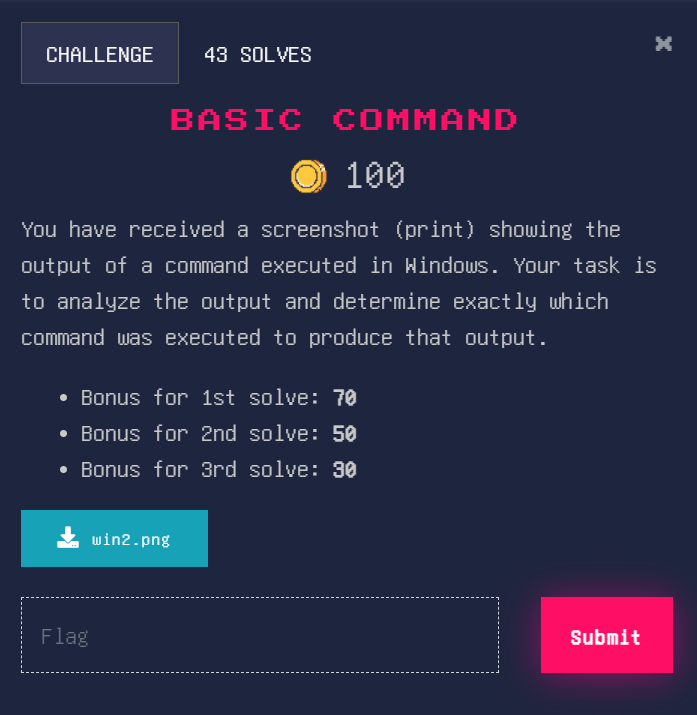 CHALLENGE
43 SOLVES
×
BASIC COMMAND
100
You have received a screenshot (print) showing the
output of a command executed in Windows. Your task is
to analyze the output and determine exactly which
command was executed to produce that output.
• Bonus for 1st solve: 70
• Bonus for 2nd solve: 50
• Bonus for 3rd solve: 30
win2.png
Flag
Submit